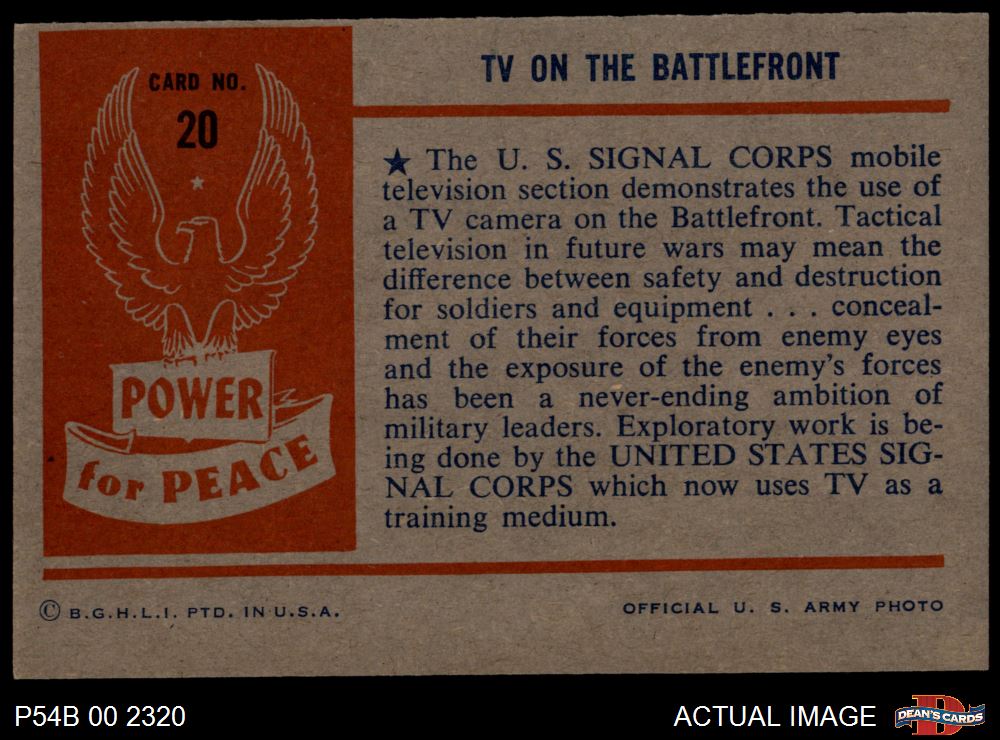 CARD NO.
20
POWER
for PEACE
TV ON THE BATTLEFRONT
★ The U. S. SIGNAL CORPS mobile
television section demonstrates the use of
a TV camera on the Battlefront. Tactical
television in future wars may mean the
difference between safety and destruction
for soldiers and equipment . . . conceal-
ment of their forces from enemy eyes
and the exposure of the enemy's forces
has been a never-ending ambition of
military leaders. Exploratory work is be-
ing done by the UNITED STATES SIG-
NAL CORPS which now uses TV as a
training medium.
© B.G.H.L.I. PTD. IN U.S.A.
OFFICIAL U. S. ARMY PHOTO
P54B 00 2320
ACTUAL IMAGE
D
DEAN'S CARDS